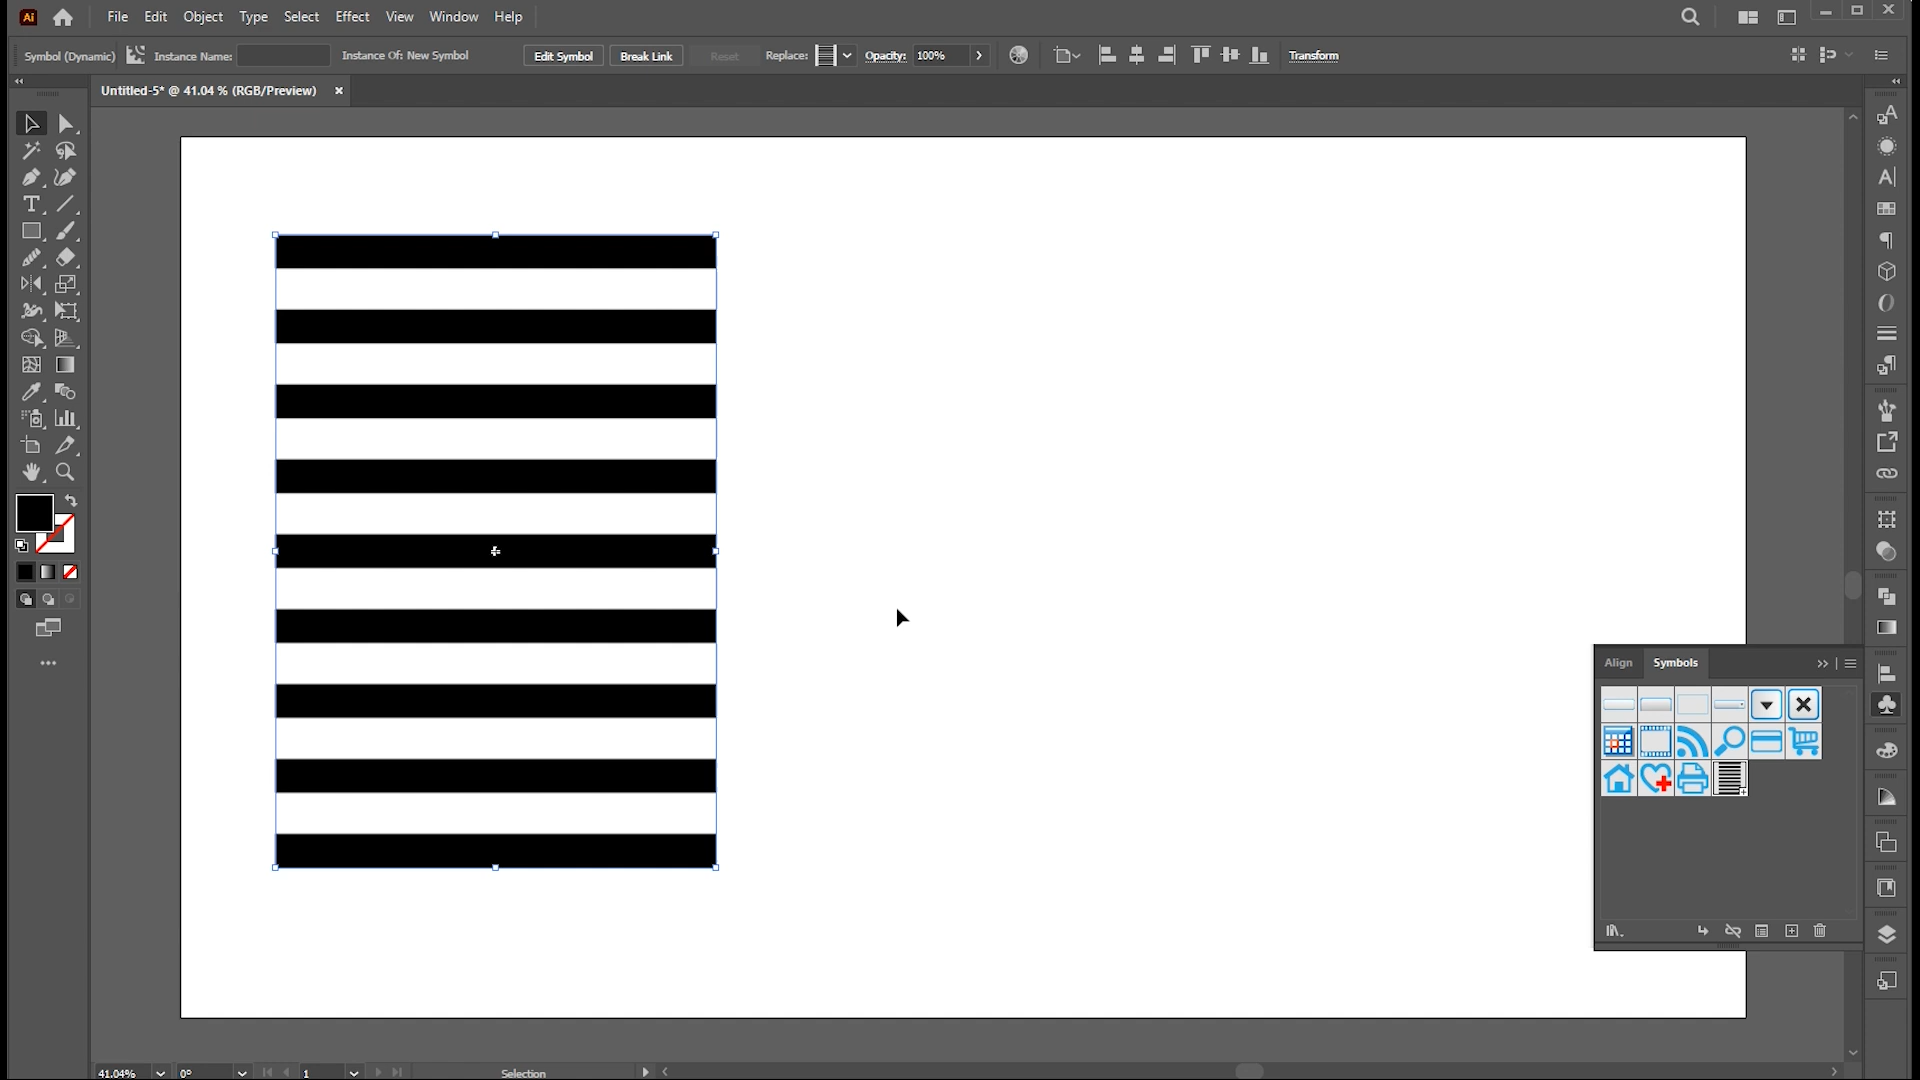 Ai File Edit Object Type Select Effect View Window Help
Symbol (Dynamic) Instance Name: Instance Of: New Symbol Edit Symbol Break Link Reset Replace: Opacity: 100% Transform
Untitled-5* @ 41.04 % (RGB/Preview)
Align Symbols
41.04% 0° 1 Selection